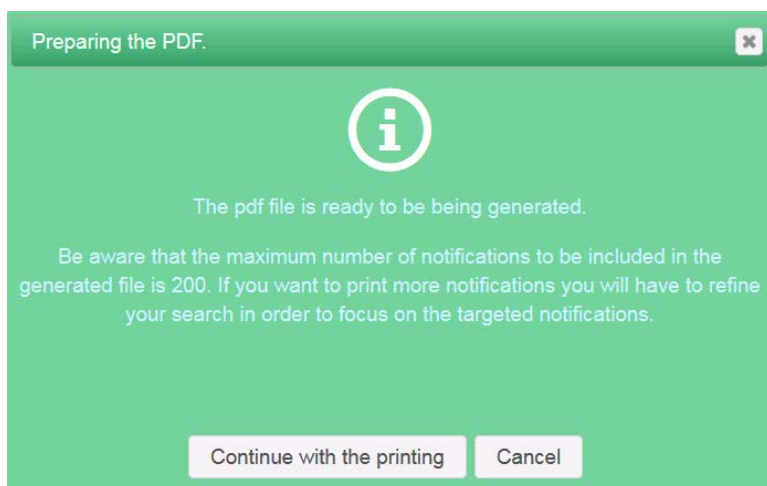 Preparing the PDF.
The pdf file is ready to be being generated.
Be aware that the maximum number of notifications to be included in the
generated file is 200. If you want to print more notifications you will have to refine
your search in order to focus on the targeted notifications.
Continue with the printing
Cancel